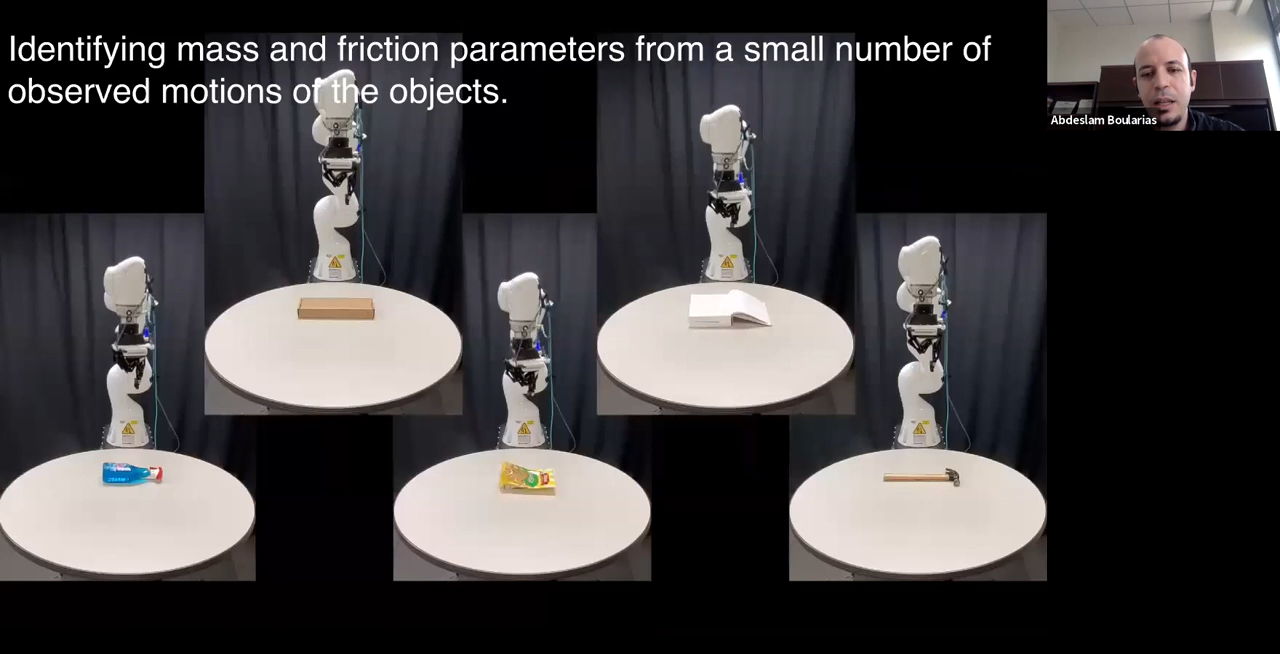 Identifying mass and friction parameters from a small number of
observed motions of the objects.
Abdeslam Boularias